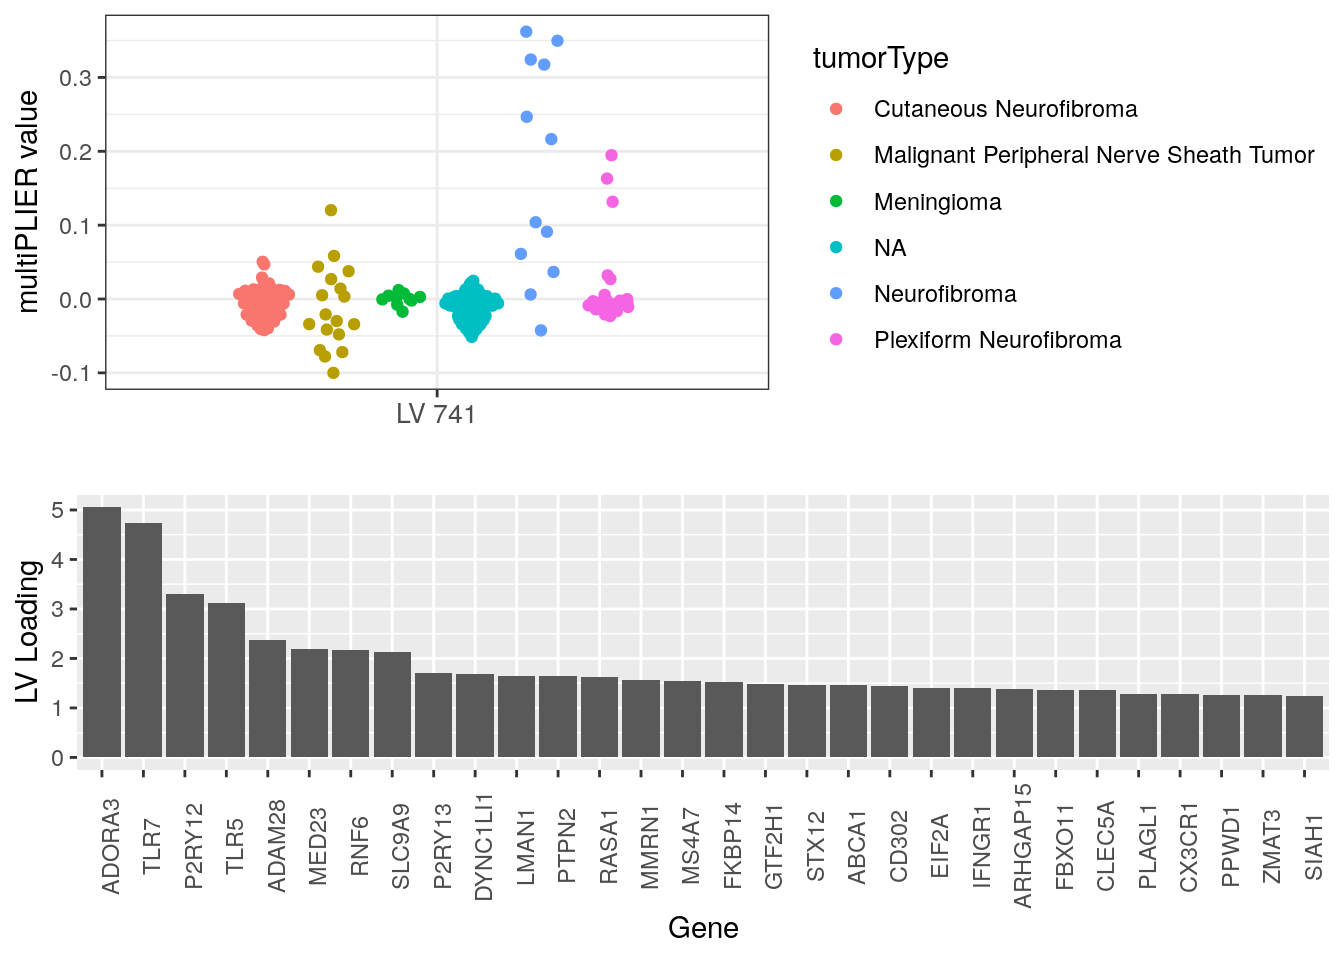 multiPLIER value
0.3
0.2
0.1
0.0
-0.1
LV 741
tumorType
Cutaneous Neurofibroma
Malignant Peripheral Nerve Sheath Tumor
Meningioma
NA
Neurofibroma
Plexiform Neurofibroma
LV Loading
5
4
3
2
1
0
ADORA3
TLR7
P2RY12
TLR5
ADAM28
MED23
RNF6
SLC9A9
P2RY13
DYNC1LI1
LMAN1
PTPN2
RASA1
MMRN1
MS4A7
FKBP14
GTF2H1
STX12
ABCA1
CD302
EIF2A
IFNGR1
ARHGAP15
FBXO11
CLEC5A
PLAGL1
CX3CR1
PPWD1
ZMAT3
SIAH1
Gene